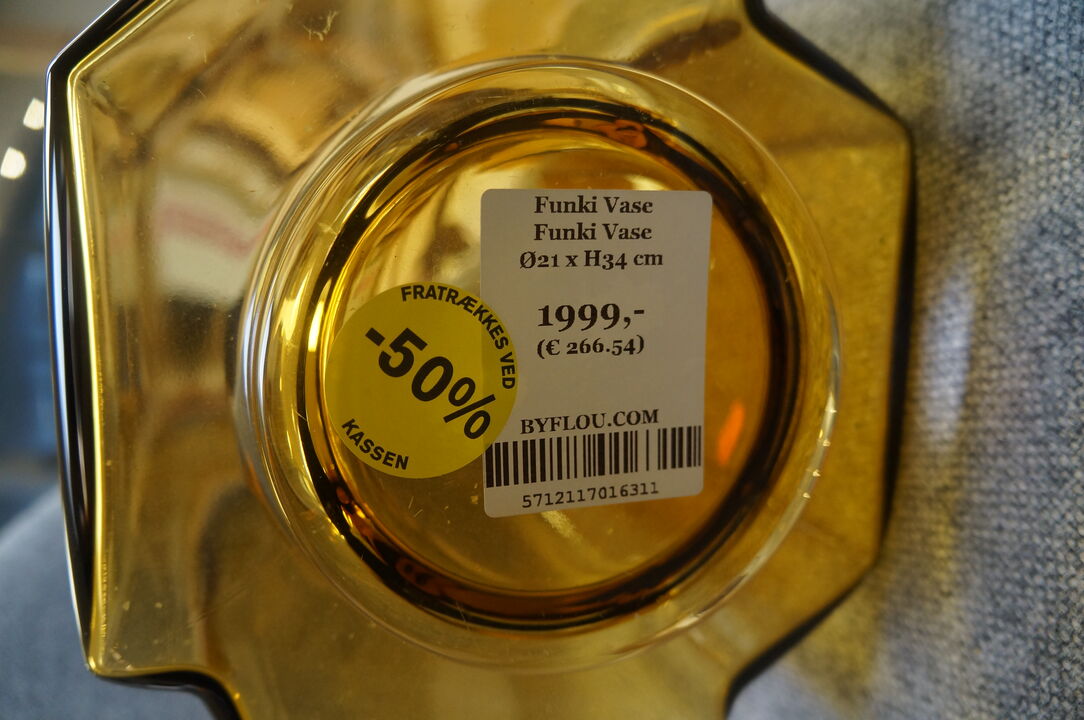 Funki Vase
Funki Vase
Ø21 x H34 cm
1999,-
(€ 266.54)
BYFLOU.COM
5712117016311
FRATRÆKKES VED
-50%
KASSEN